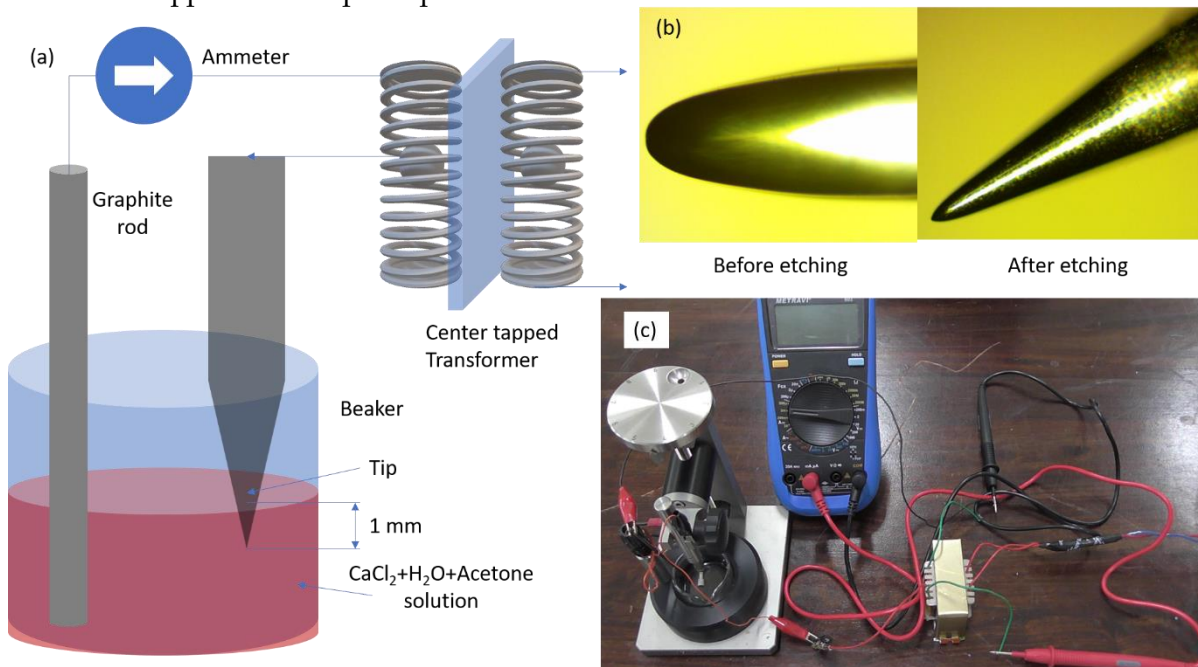 (a)
Ammeter
Graphite
rod
Center tapped
Transformer
Beaker
Tip
1 mm
CaCl₂+H₂O+Acetone
solution
(b)
Before etching
After etching
(c)
METRAVI
POWER
HOLD